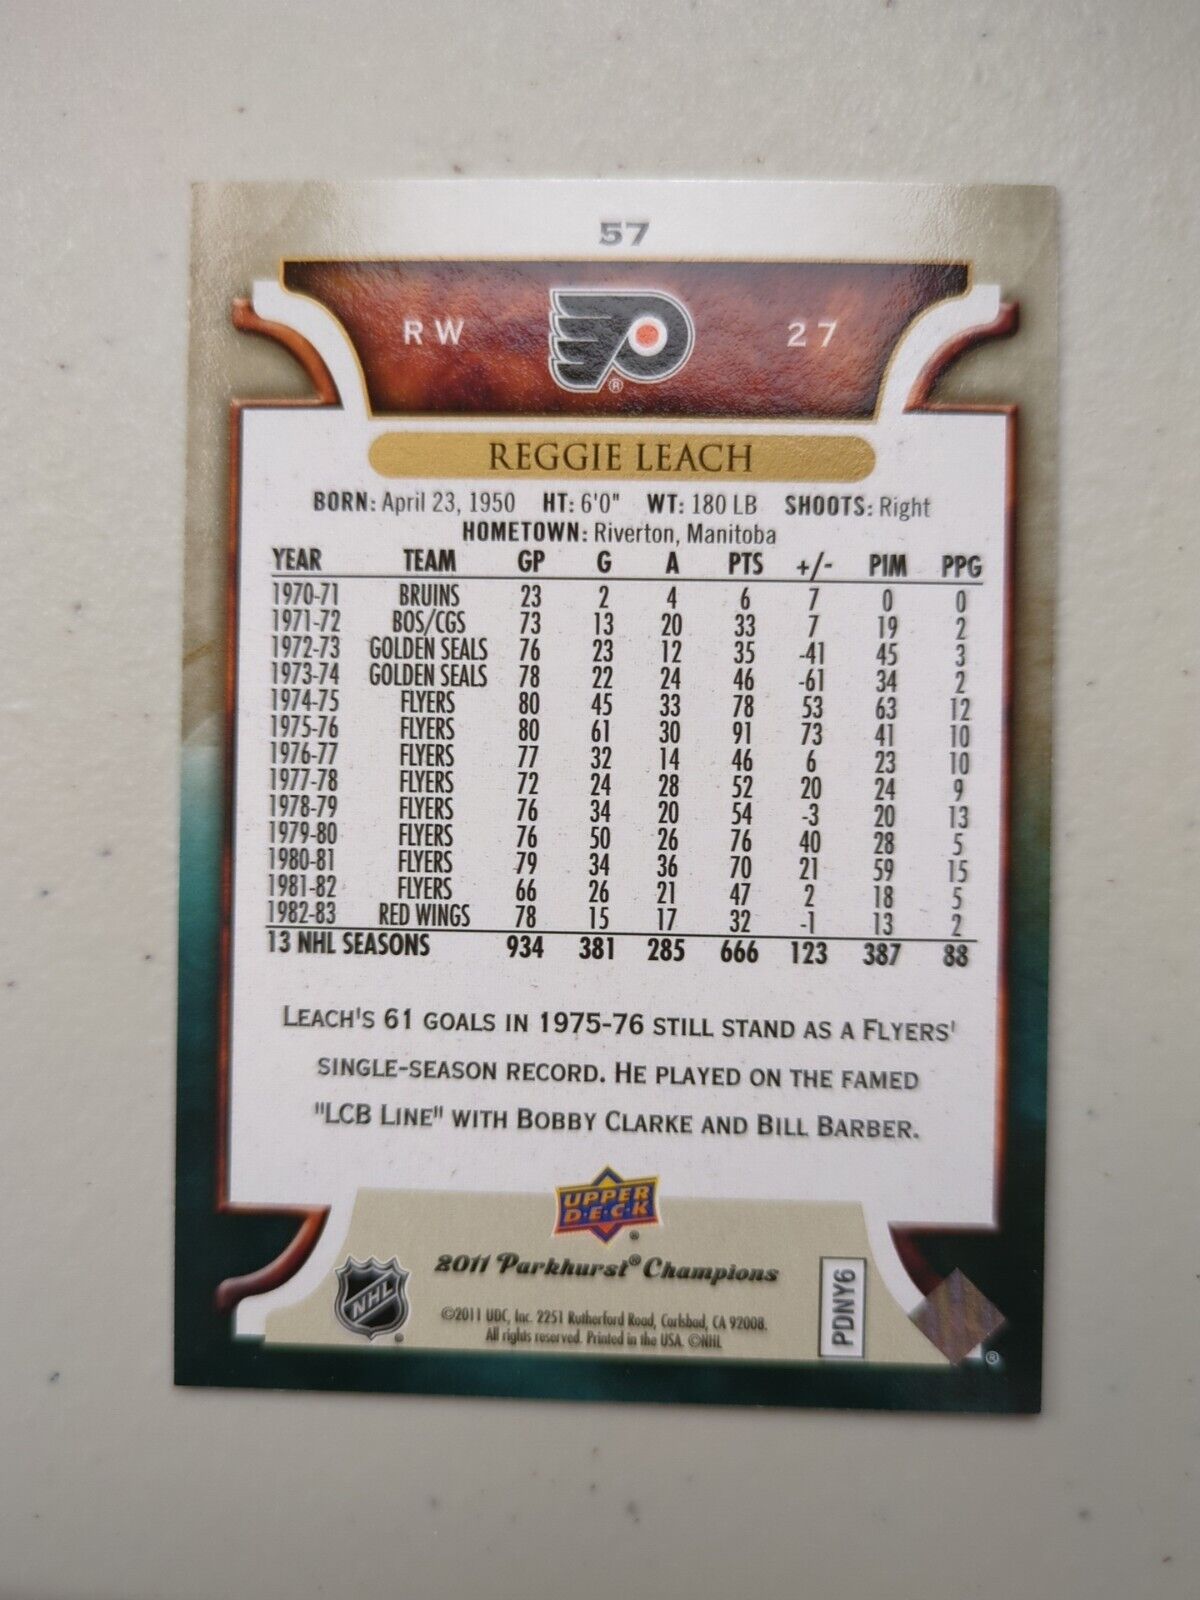 57
RW 27
®
REGGIE LEACH
BORN: April 23, 1950 HT: 6'0" WT: 180 LB SHOOTS: Right
HOMETOWN: Riverton, Manitoba
YEAR TEAM GP G A PTS +/- PIM PPG
1970-71 BRUINS 23 2 4 6 7 0 0
1971-72 BOS/CGS 73 13 20 33 7 19 2
1972-73 GOLDEN SEALS 76 23 12 35 -41 45 3
1973-74 GOLDEN SEALS 78 22 24 46 -61 34 2
1974-75 FLYERS 80 45 33 78 53 63 12
1975-76 FLYERS 80 61 30 91 73 41 10
1976-77 FLYERS 77 32 14 46 6 23 10
1977-78 FLYERS 72 24 28 52 20 24 9
1978-79 FLYERS 76 34 20 54 -3 20 13
1979-80 FLYERS 76 50 26 76 40 28 5
1980-81 FLYERS 79 34 36 70 21 59 15
1981-82 FLYERS 66 26 21 47 2 18 5
1982-83 RED WINGS 78 15 17 32 -1 13 2
13 NHL SEASONS 934 381 285 666 123 387 88
LEACH'S 61 GOALS IN 1975-76 STILL STAND AS A FLYERS'
SINGLE-SEASON RECORD. HE PLAYED ON THE FAMED
"LCB LINE" WITH BOBBY CLARKE AND BILL BARBER.
UPPER
D·E·C·K
®
2011 Parkhurst® Champions
NHL
®
©2011 UDC, Inc. 2251 Rutherford Road, Carlsbad, CA 92008.
All rights reserved. Printed in the USA. ©NHL
PDNY6
®